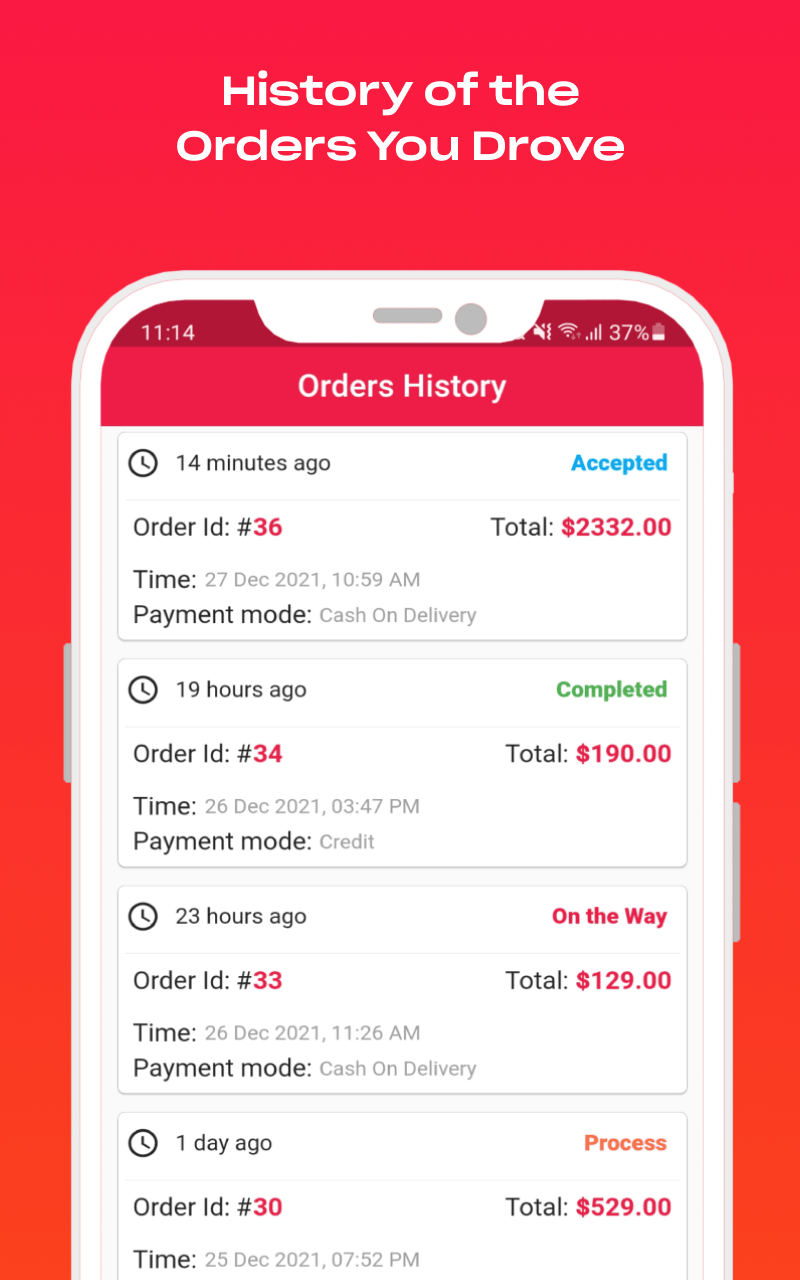 History of the
Orders You Drove
11:14 37%
Orders History
14 minutes ago Accepted
Order Id: #36 Total: $2332.00
Time: 27 Dec 2021, 10:59 AM
Payment mode: Cash On Delivery
19 hours ago Completed
Order Id: #34 Total: $190.00
Time: 26 Dec 2021, 03:47 PM
Payment mode: Credit
23 hours ago On the Way
Order Id: #33 Total: $129.00
Time: 26 Dec 2021, 11:26 AM
Payment mode: Cash On Delivery
1 day ago Process
Order Id: #30 Total: $529.00
Time: 25 Dec 2021, 07:52 PM